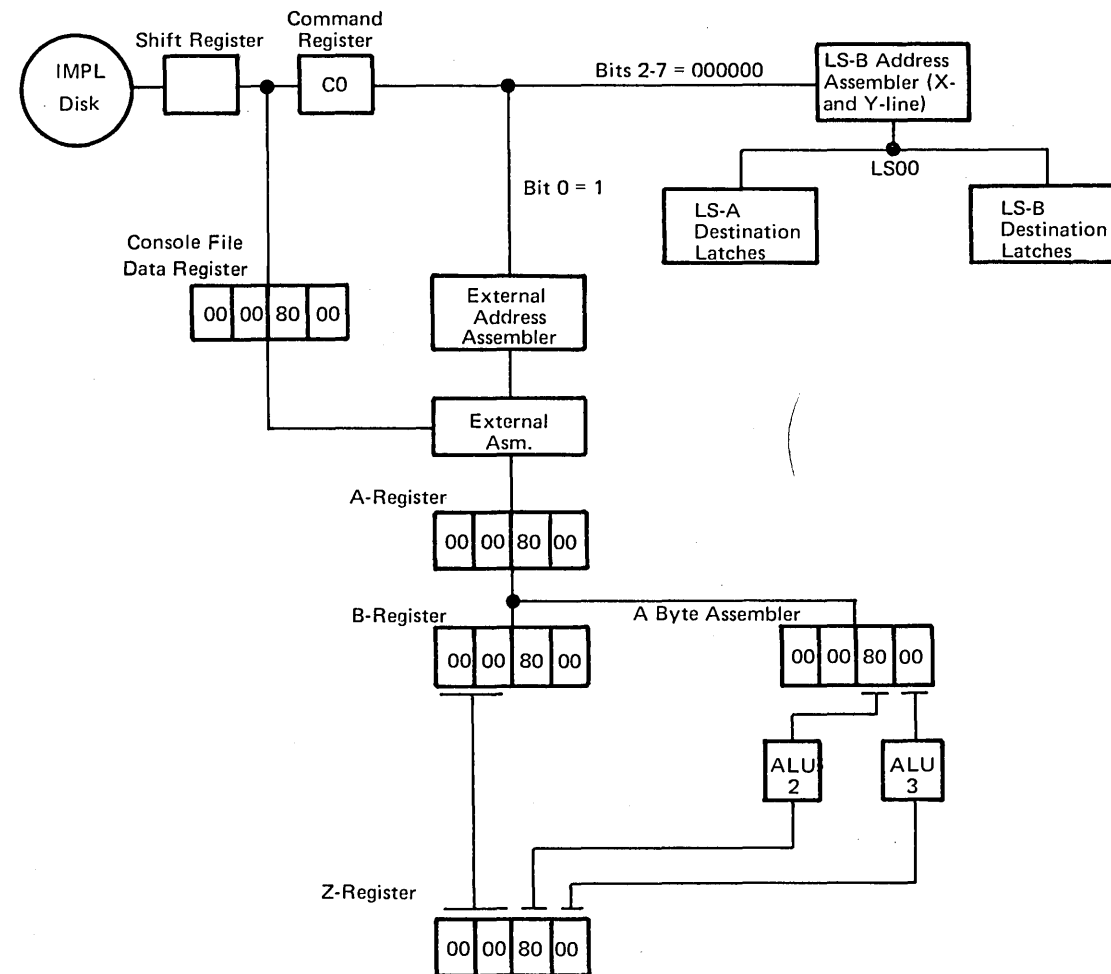 Command
Register
Shift Register
IMPL
Disk
C0
Bits 2-7 = 000000
LS-B Address
Assembler (X-
and Y-line)
LS00
Bit 0 = 1
LS-A
Destination
Latches
LS-B
Destination
Latches
Console File
Data Register
00 00 80 00
External
Address
Assembler
External
Asm.
A-Register
00 00 80 00
B-Register
A Byte Assembler
00 00 80 00
00 00 80 00
ALU
2
ALU
3
Z-Register
00 00 80 00